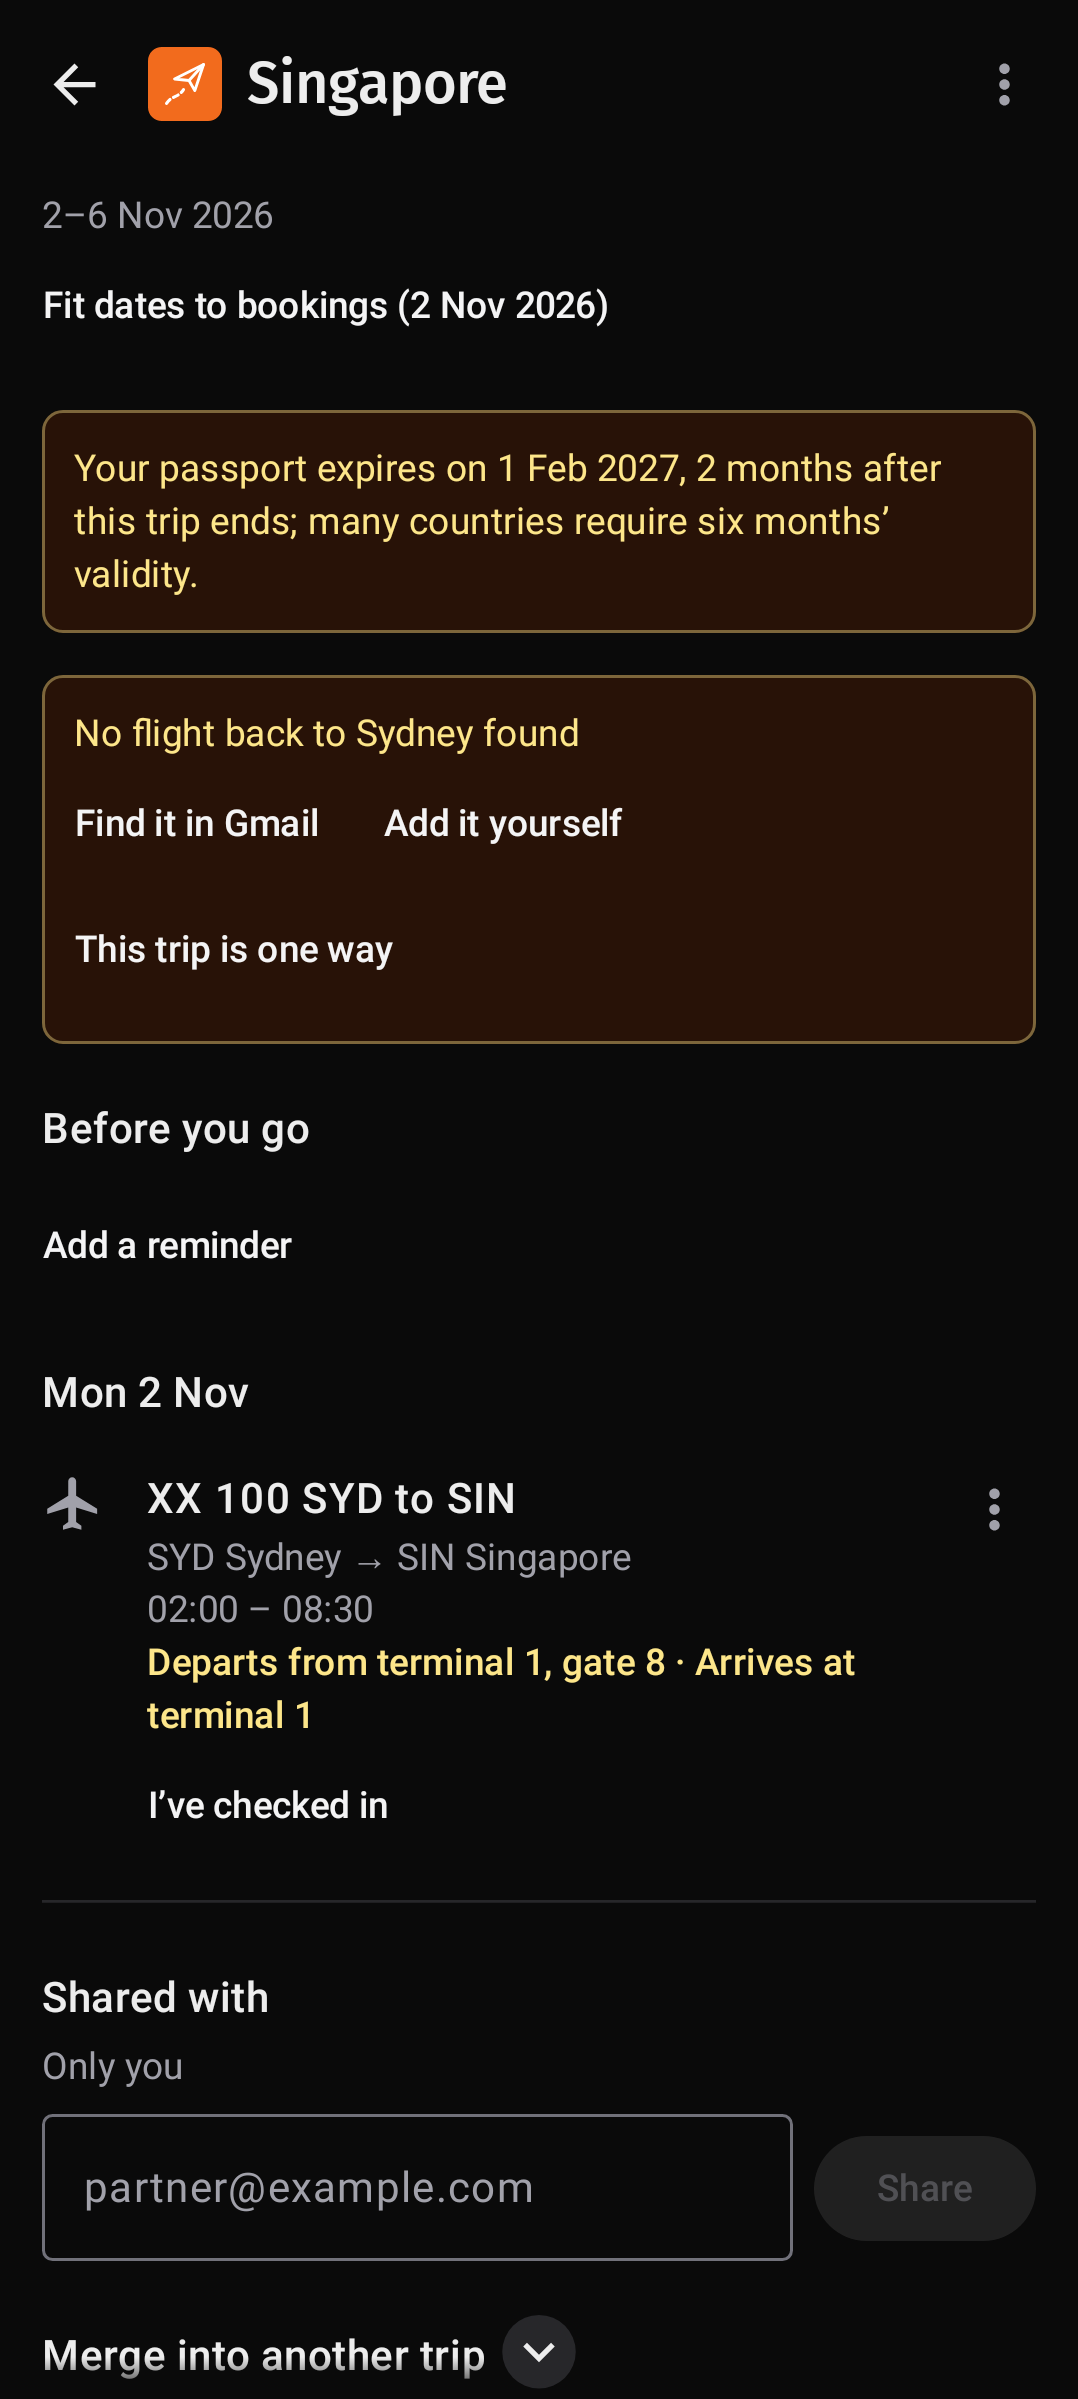 Singapore
2–6 Nov 2026
Fit dates to bookings (2 Nov 2026)
Your passport expires on 1 Feb 2027, 2 months after
this trip ends; many countries require six months’
validity.
No flight back to Sydney found
Find it in Gmail Add it yourself
This trip is one way
Before you go
Add a reminder
Mon 2 Nov
XX 100 SYD to SIN
SYD Sydney → SIN Singapore
02:00 – 08:30
Departs from terminal 1, gate 8 · Arrives at
terminal 1
I’ve checked in
Shared with
Only you
partner@example.com Share
Merge into another trip